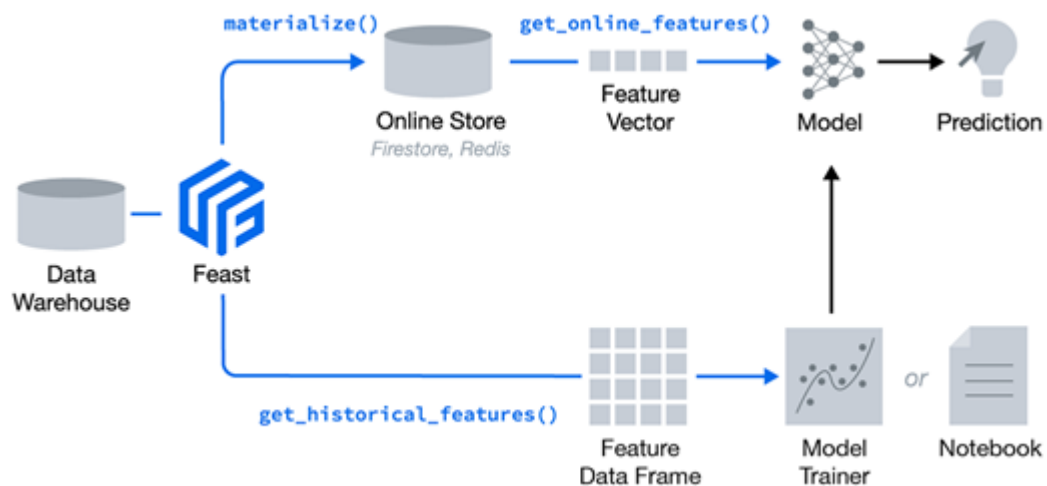 materialize()
get_online_features()
Online Store
Firestore, Redis
Feature
Vector
Model
Prediction
Data
Warehouse
Feast
get_historical_features()
Feature
Data Frame
Model
Trainer
or
Notebook